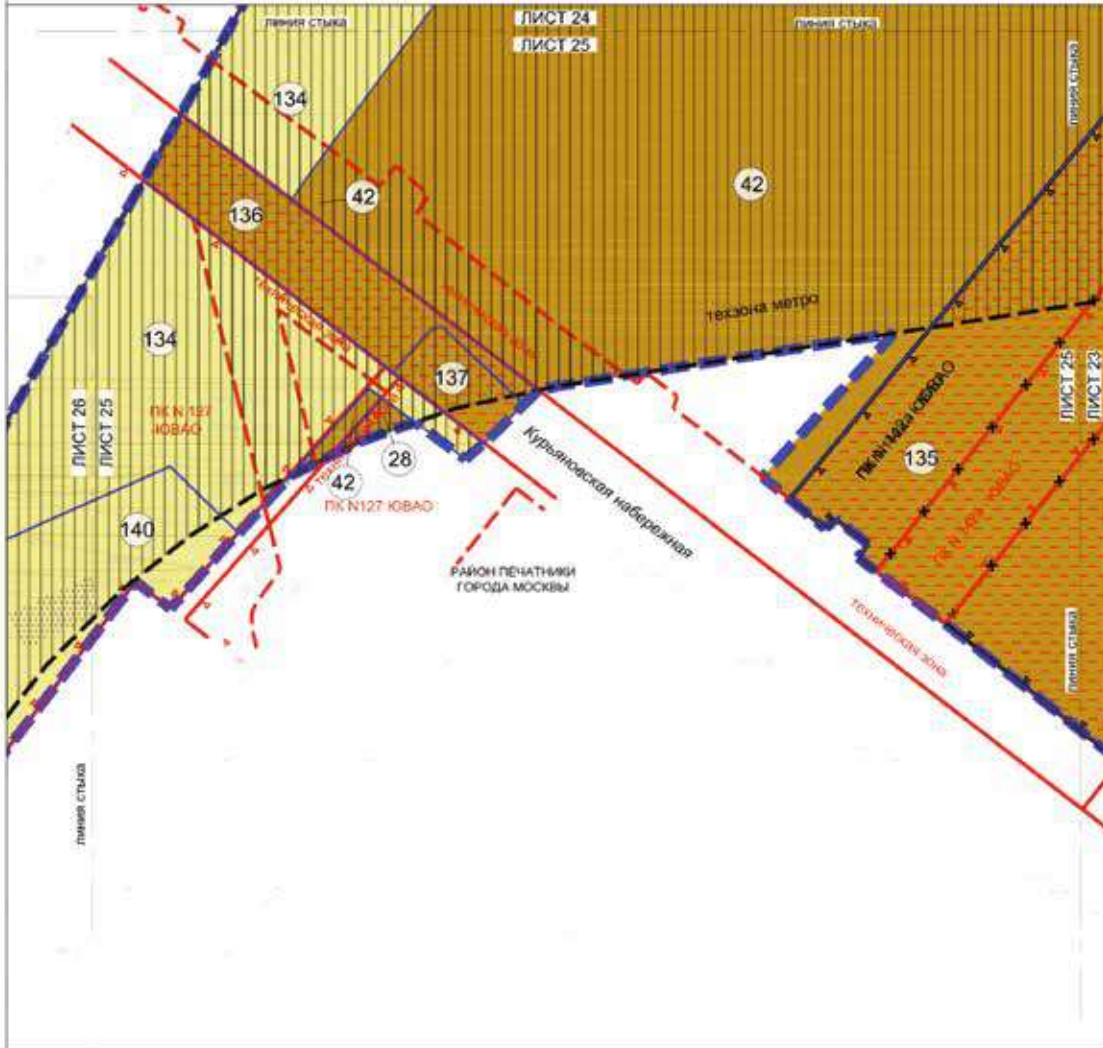 линия стыка
ЛИСТ 24
ЛИСТ 25
линия стыка
линия стыка
134
42
42
136
техзона метро
134
137
ЛИСТ 26
ЛИСТ 25
ПК N 197
ЮВАО
ЛИСТ 25
ЛИСТ 23
135
28
42
ПК N127 ЮВАО
Курьяновская набережная
140
РАЙОН ПЕЧАТНИКИ
ГОРОДА МОСКВЫ
ТЕХНИЧЕСКАЯ ЗОНА
линия стыка
линия стыка